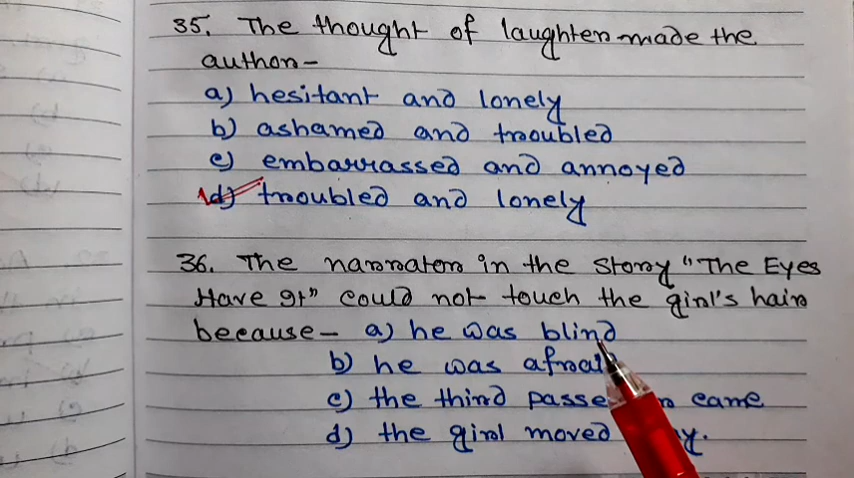 35. The thought of laughter made the
author-
a) hesitant and lonely
b) ashamed and troubled
c) embarrassed and annoyed
d) troubled and lonely
36. The narrator in the story "The Eyes
Have It" could not touch the girl's hair
because- a) he was blind
b) he was
c) the third came
d) the girl moved